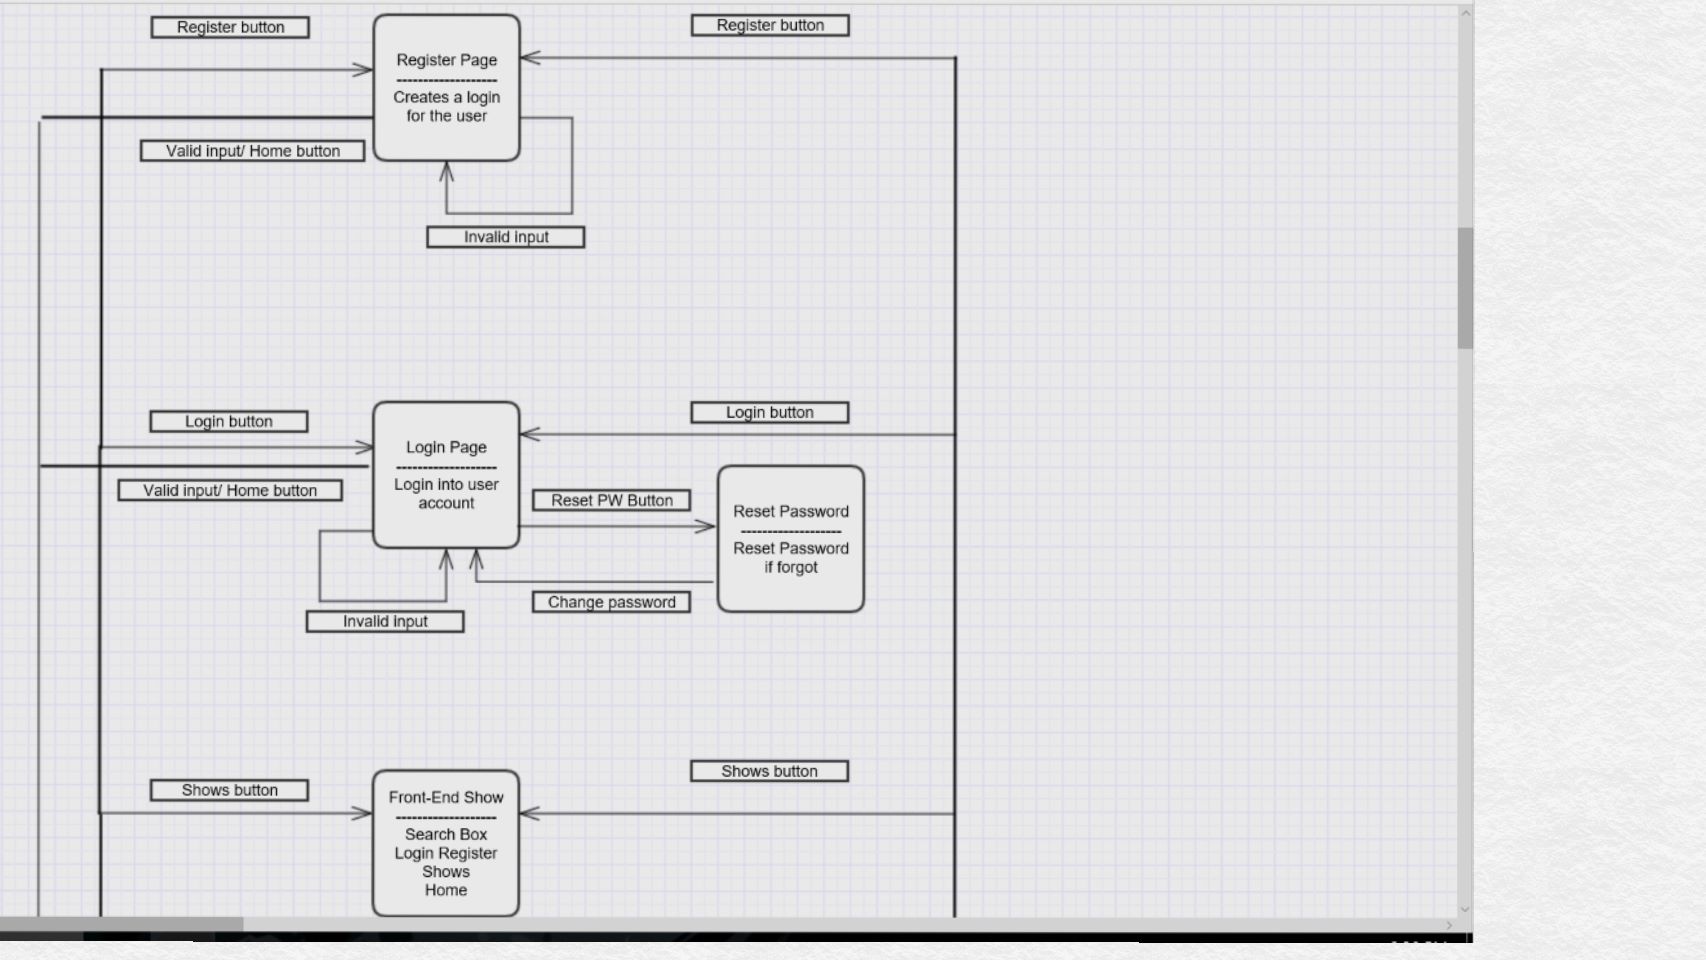 Register button
Register button
Register Page
--------------------
Creates a login
for the user
Valid input/ Home button
Invalid input
Login button
Login button
Login Page
--------------------
Login into user
account
Valid input/ Home button
Reset PW Button
Reset Password
--------------------
Reset Password
if forgot
Change password
Invalid input
Shows button
Shows button
Front-End Show
--------------------
Search Box
Login Register
Shows
Home